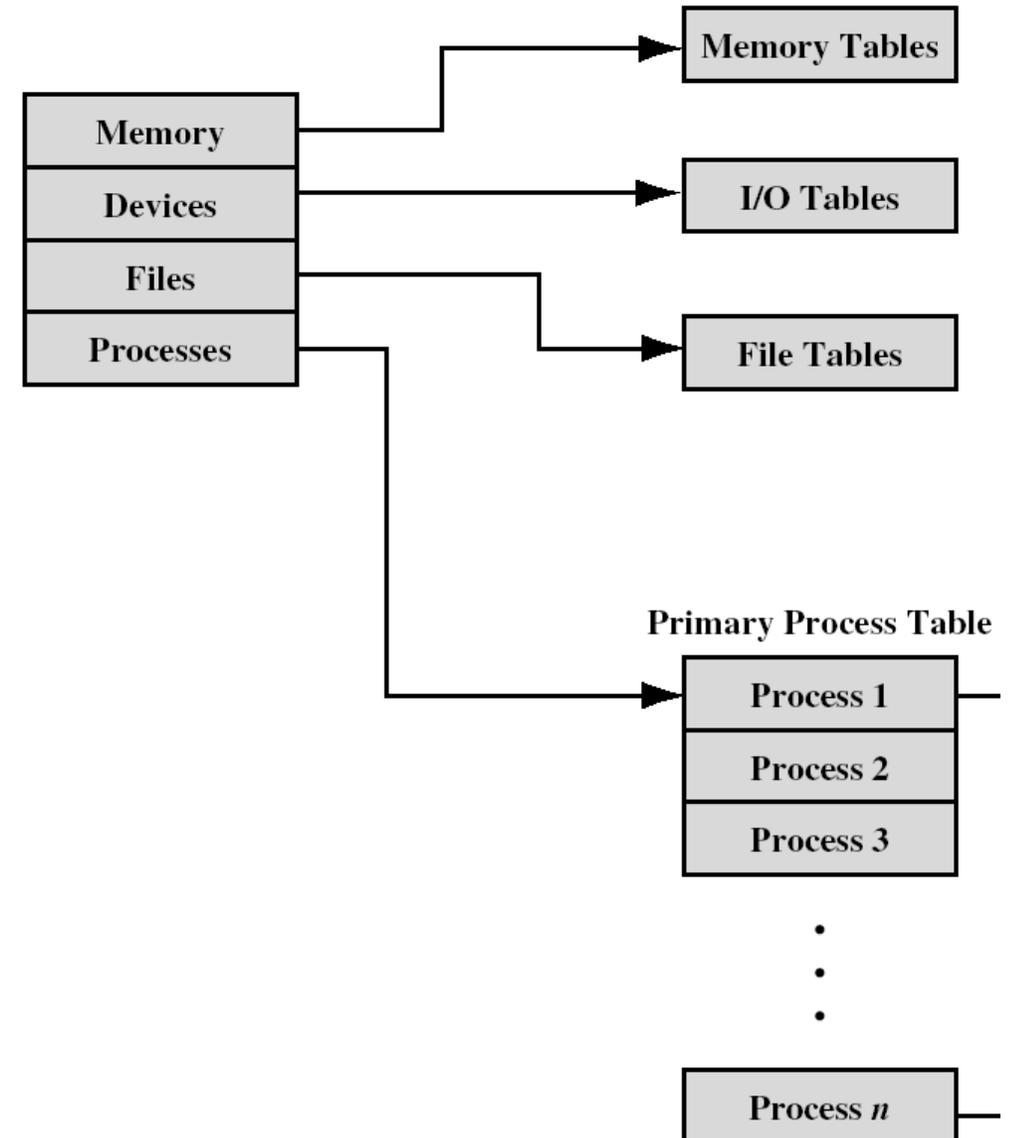 Memory
Devices
Files
Processes
Memory Tables
I/O Tables
File Tables
Primary Process Table
Process 1
Process 2
Process 3
Process n